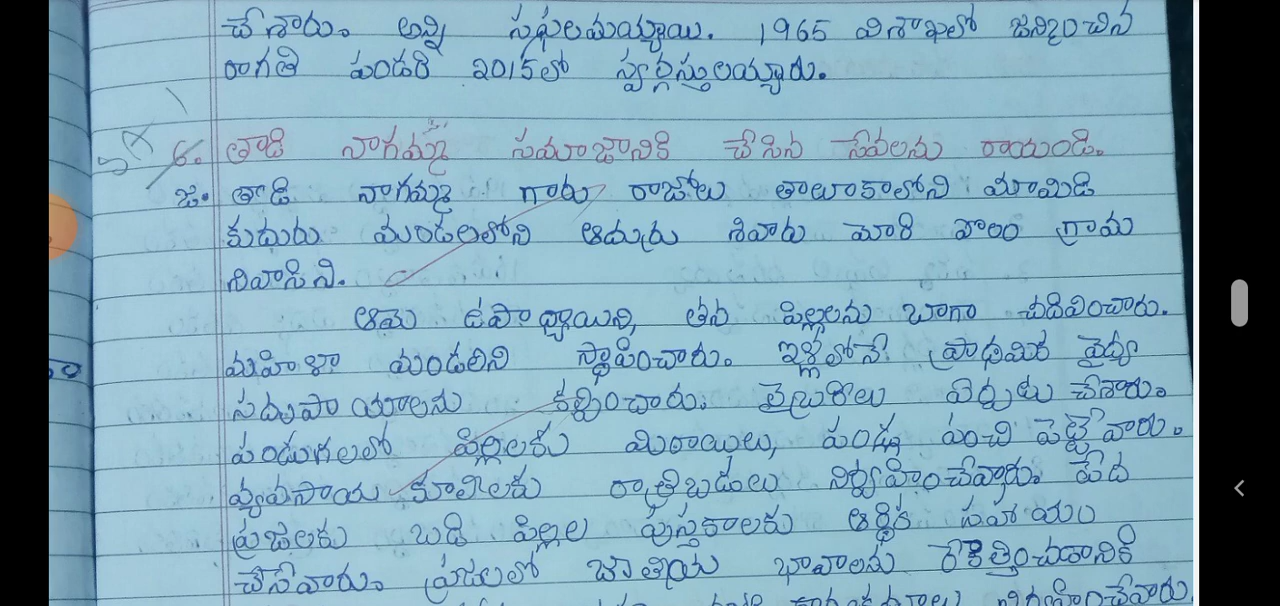 చేశారు. అన్ని సఫలమయ్యాయి. 1965 విశాఖలో జన్మించిన
రాగతి పండరి 2015లో స్వర్గస్తులయ్యారు.
6. తాడి నాగమ్మ సమాజానికి చేసిన సేవలను రాయండి.
జ. తాడి నాగమ్మ గారు రాజోలు తాలూకాలోని మామిడి
కుదురు మండలలోని ఆదుర్రు శివారు మోరి పొలం గ్రామ
నివాసిని.
ఆమె ఉపాధ్యాయిని, తన పిల్లలను బాగా చదివించారు.
మహిళా మండలిని స్థాపించారు. ఇళ్లలోనే ప్రాథమిక వైద్య
సదుపాయాలను కల్పించారు. లైబ్రరీలు ఏర్పాటు చేశారు.
పండుగలలో పిల్లలకు మిఠాయిలు, పండ్లు పంచి పెట్టేవారు.
వ్యవసాయ కూలీలకు రాత్రిబడులు నిర్వహించేవారు. పేద
ప్రజలకు బడి పిల్లల పుస్తకాలకు ఆర్థిక సహాయం
చేసేవారు. ప్రజలలో జాతీయ భావాలను రేకెత్తించడానికి